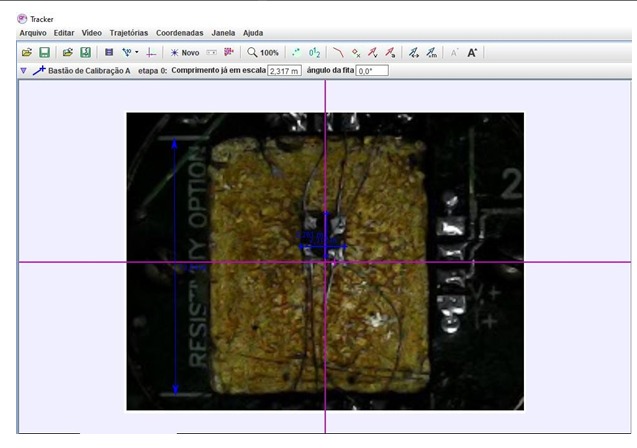 Tracker
Arquivo Editar Vídeo Trajetórias Coordenadas Janela Ajuda
Novo 100%
Bastão de Calibração A etapa 0: Comprimento já em escala 2,317 m ângulo da fita 0,0°
RESISTIVITY OPTION
2
V+